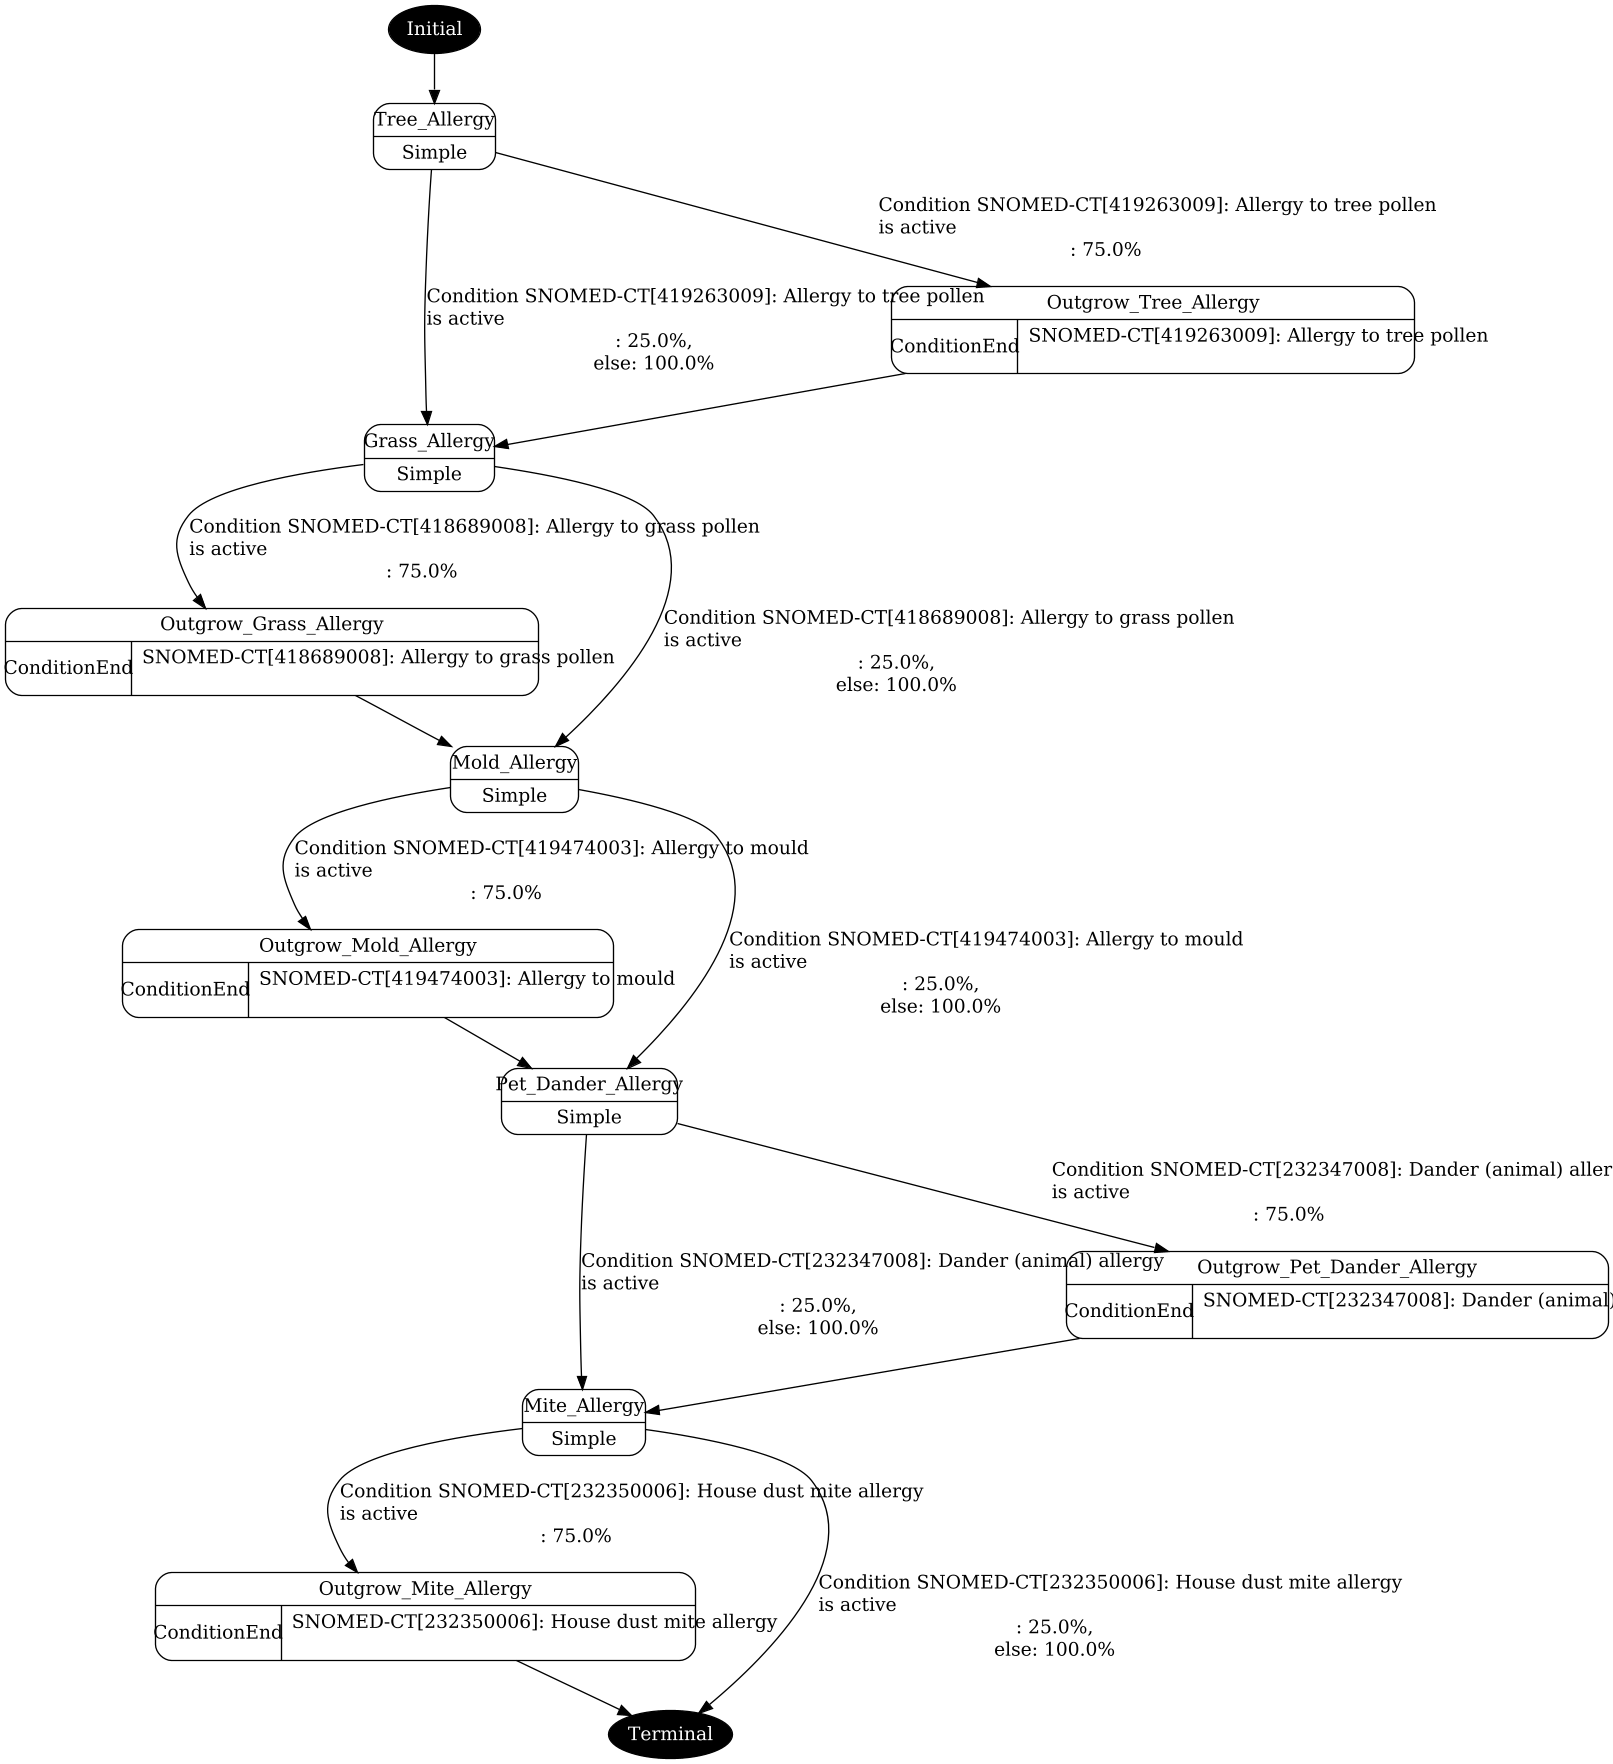 Initial
Tree_Allergy
Simple
Condition SNOMED-CT[419263009]: Allergy to tree pollen
is active
: 75.0%
Condition SNOMED-CT[419263009]: Allergy to tree pollen
is active
: 25.0%,
else: 100.0%
Outgrow_Tree_Allergy
ConditionEnd
SNOMED-CT[419263009]: Allergy to tree pollen
Grass_Allergy
Simple
Condition SNOMED-CT[418689008]: Allergy to grass pollen
is active
: 75.0%
Condition SNOMED-CT[418689008]: Allergy to grass pollen
is active
: 25.0%,
else: 100.0%
Outgrow_Grass_Allergy
ConditionEnd
SNOMED-CT[418689008]: Allergy to grass pollen
Mold_Allergy
Simple
Condition SNOMED-CT[419474003]: Allergy to mould
is active
: 75.0%
Condition SNOMED-CT[419474003]: Allergy to mould
is active
: 25.0%,
else: 100.0%
Outgrow_Mold_Allergy
ConditionEnd
SNOMED-CT[419474003]: Allergy to mould
Pet_Dander_Allergy
Simple
Condition SNOMED-CT[232347008]: Dander (animal) aller
is active
: 75.0%
Condition SNOMED-CT[232347008]: Dander (animal) allergy
is active
: 25.0%,
else: 100.0%
Outgrow_Pet_Dander_Allergy
ConditionEnd
SNOMED-CT[232347008]: Dander (animal)
Mite_Allergy
Simple
Condition SNOMED-CT[232350006]: House dust mite allergy
is active
: 75.0%
Condition SNOMED-CT[232350006]: House dust mite allergy
is active
: 25.0%,
else: 100.0%
Outgrow_Mite_Allergy
ConditionEnd
SNOMED-CT[232350006]: House dust mite allergy
Terminal